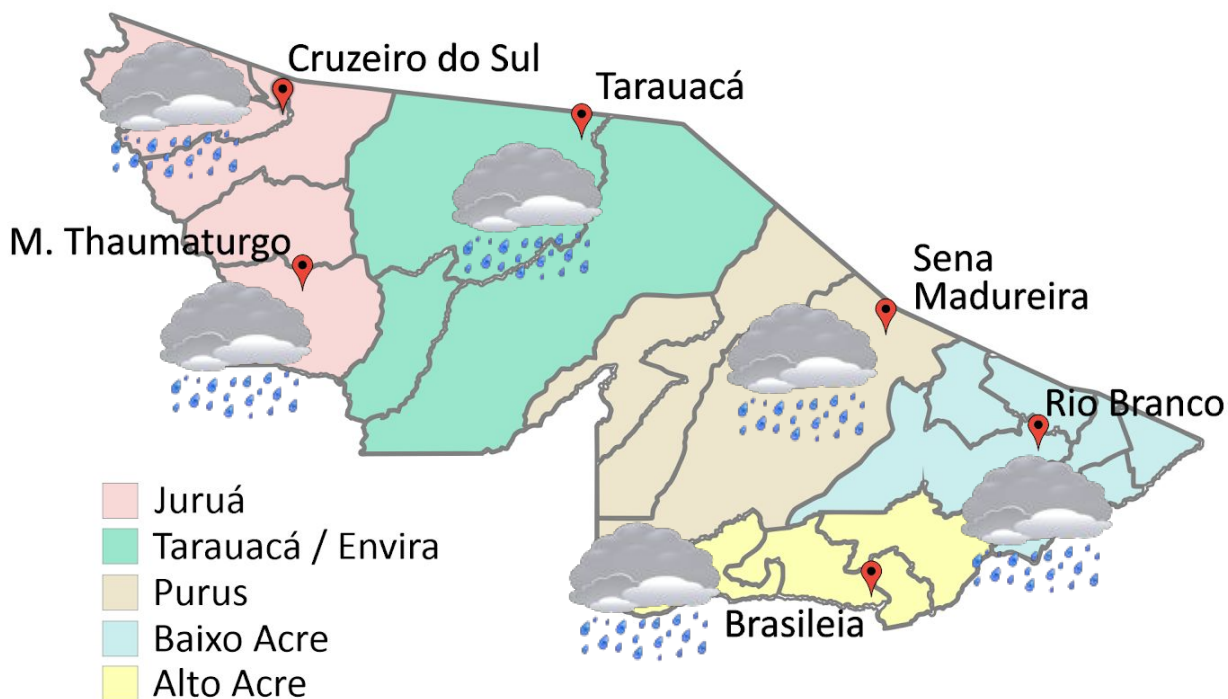 Cruzeiro do Sul
Tarauacá
M. Thaumaturgo
Sena
Madureira
Rio Branco
Brasileia
Juruá
Tarauacá / Envira
Purus
Baixo Acre
Alto Acre